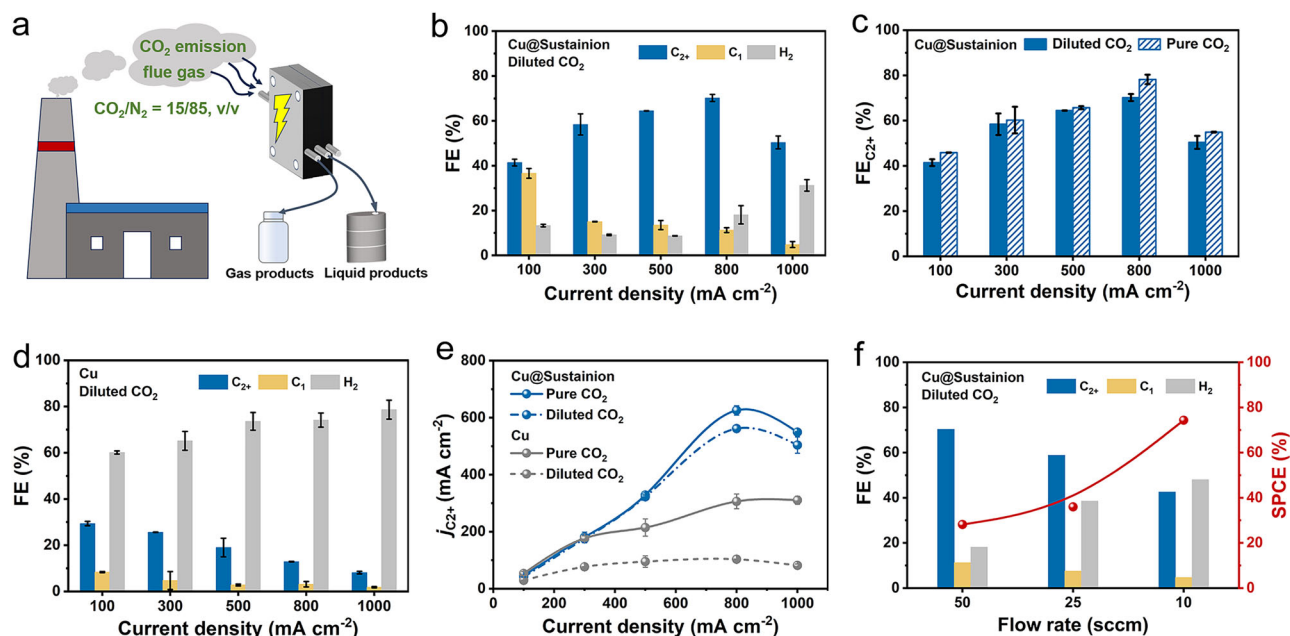 a
CO₂ emission
flue gas
CO₂/N₂ = 15/85, v/v
Gas products
Liquid products
b
Cu@Sustainion
Diluted CO₂
C₂₊
C₁
H₂
FE (%)
100
80
60
40
20
0
100 300 500 800 1000
Current density (mA cm⁻²)
c
Cu@Sustainion
Diluted CO₂
Pure CO₂
FE_C2+ (%)
100
80
60
40
20
0
100 300 500 800 1000
Current density (mA cm⁻²)
d
Cu
Diluted CO₂
C₂₊
C₁
H₂
FE (%)
100
80
60
40
20
0
100 300 500 800 1000
Current density (mA cm⁻²)
e
Cu@Sustainion
Pure CO₂
Diluted CO₂
Cu
Pure CO₂
Diluted CO₂
j_C2+ (mA cm⁻²)
800
600
400
200
0
0 200 400 600 800 1000
Current density (mA cm⁻²)
f
Cu@Sustainion
Diluted CO₂
C₂₊
C₁
H₂
FE (%)
100
80
60
40
20
0
50 25 10
Flow rate (sccm)
100
80
60
40
20
0
SPCE (%)